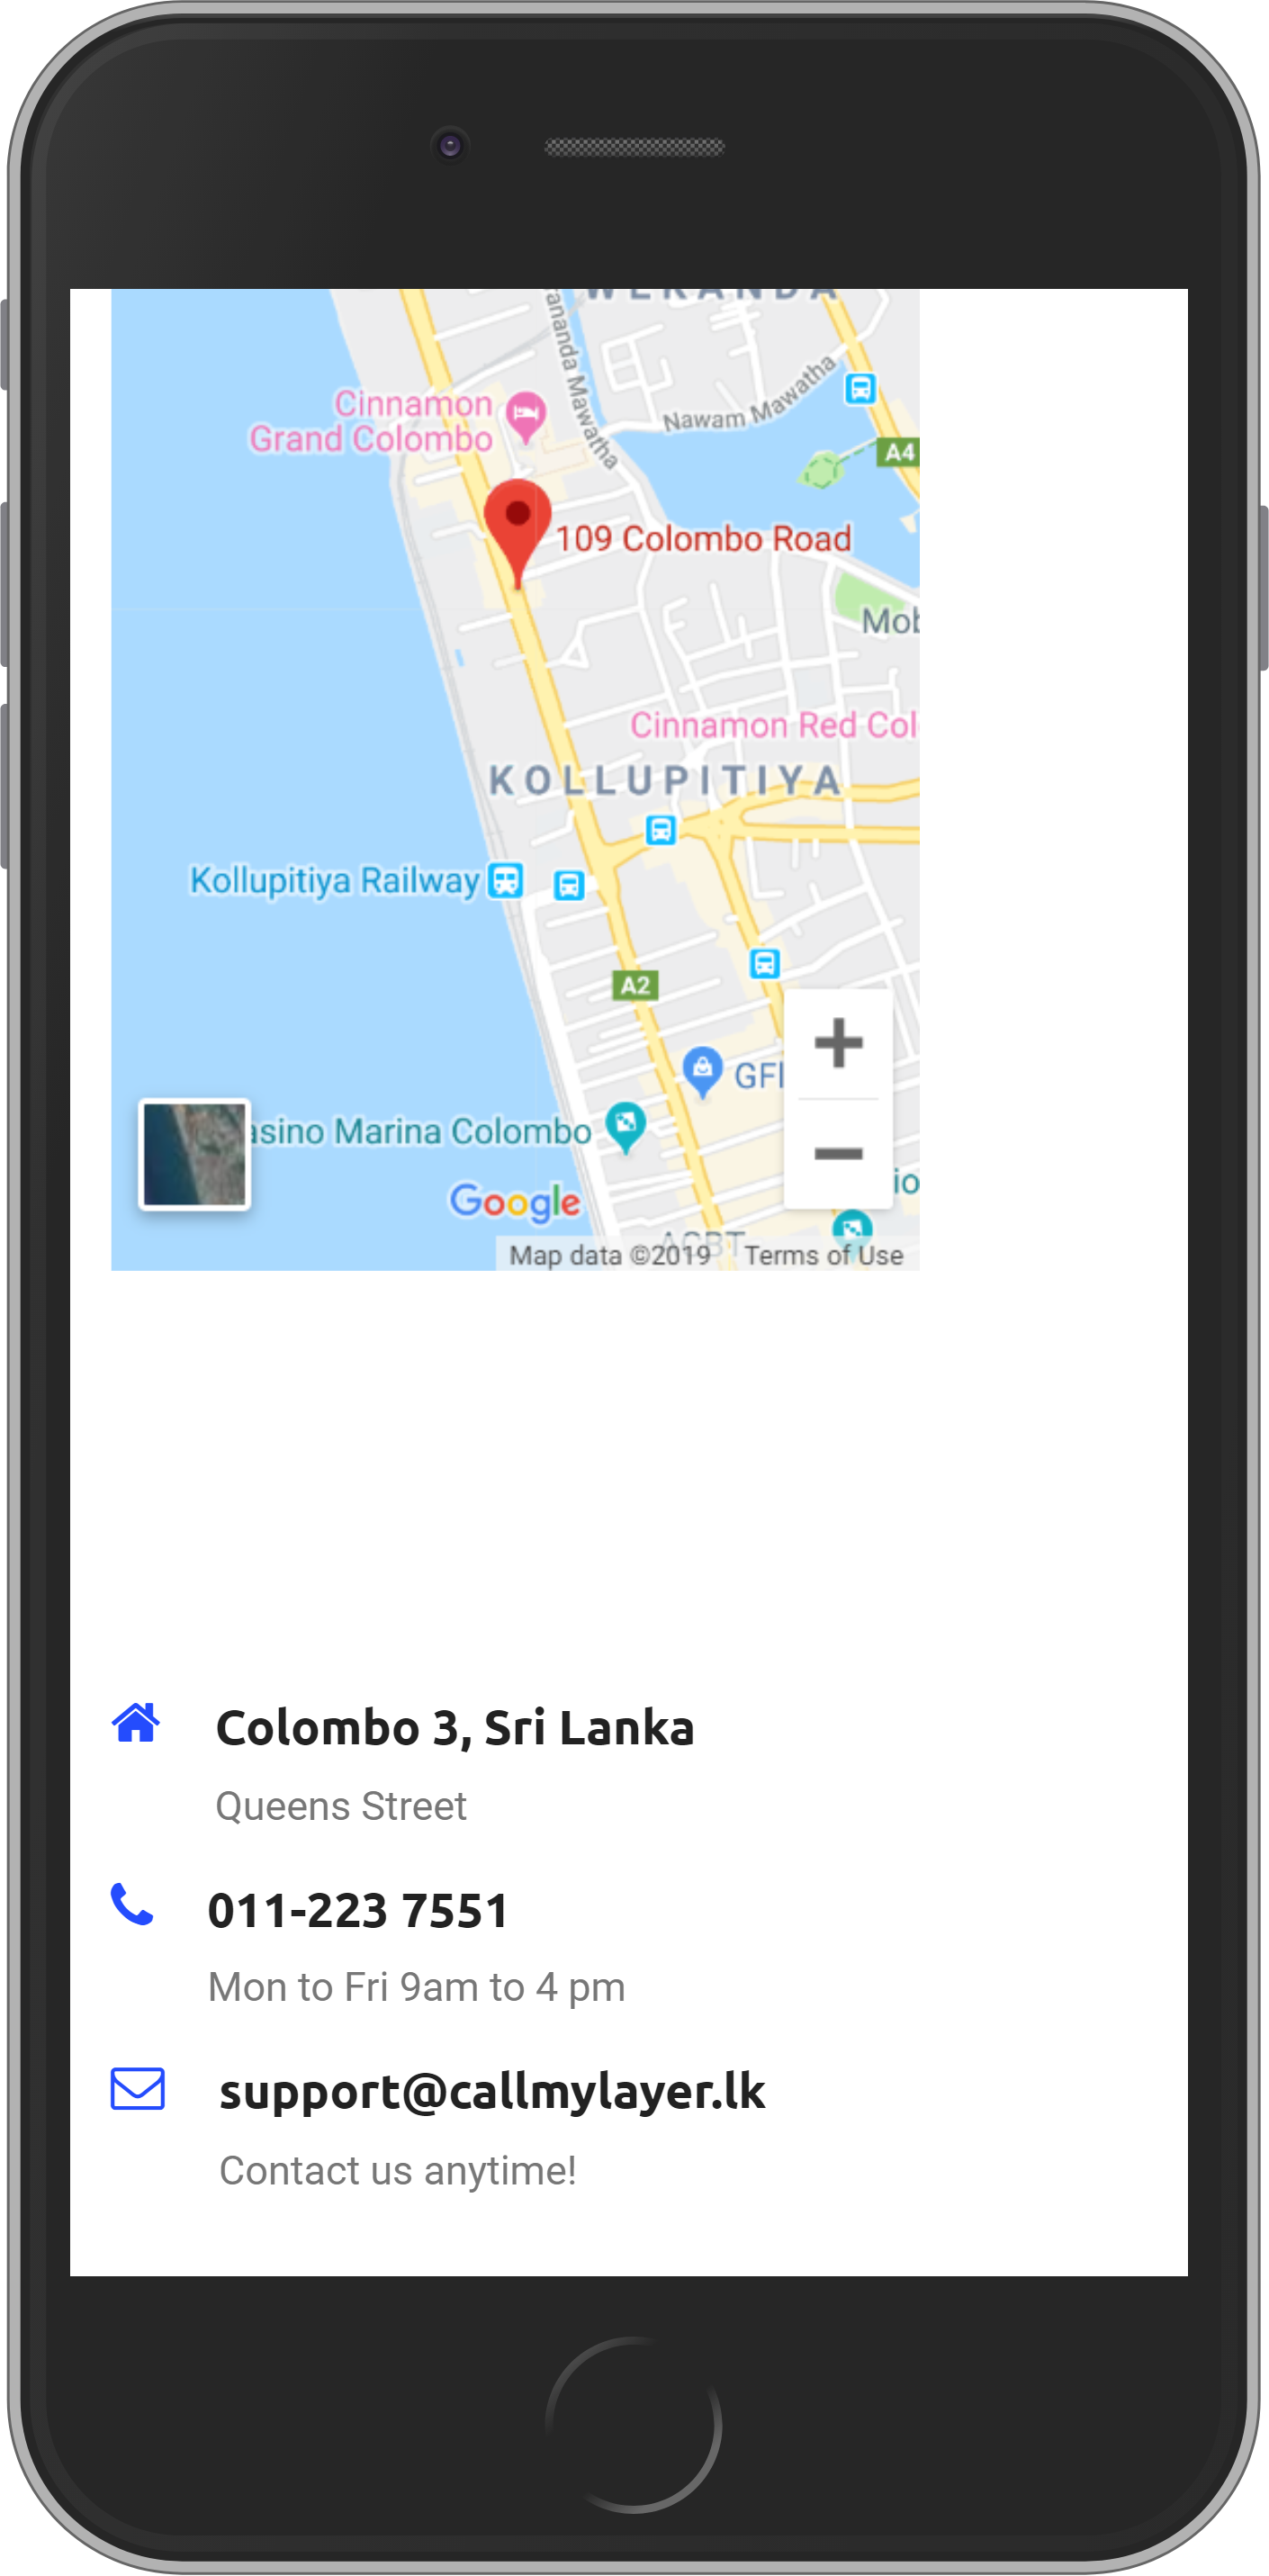 WEKANDA
ananda Mawatha
Nawam Mawatha
Cinnamon
Grand Colombo
A4
109 Colombo Road
Mob
Cinnamon Red Col
KOLLUPITIYA
Kollupitiya Railway
A2
GFl
asino Marina Colombo
io
Google
ACBT
Map data ©2019 Terms of Use
Colombo 3, Sri Lanka
Queens Street
011-223 7551
Mon to Fri 9am to 4 pm
support@callmylayer.lk
Contact us anytime!